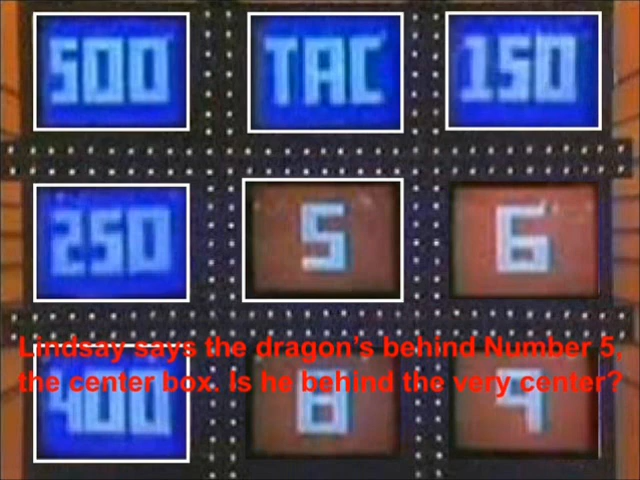 500 TAC 150
250 5 6
Lindsay says the dragon's behind Number 5,
the center box. Is he behind the very center?
400 8 9